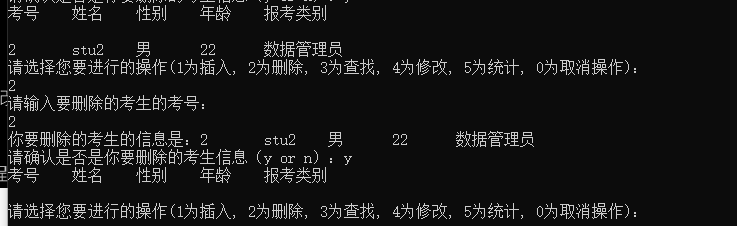 考号 姓名 性别 年龄 报考类别
2 stu2 男 22 数据管理员
请选择您要进行的操作(1为插入, 2为删除, 3为查找, 4为修改, 5为统计, 0为取消操作):
2
请输入要删除的考生的考号:
2
你要删除的考生的信息是: 2 stu2 男 22 数据管理员
请确认是否是你要删除的考生信息 (y or n) : y
考号 姓名 性别 年龄 报考类别
请选择您要进行的操作(1为插入, 2为删除, 3为查找, 4为修改, 5为统计, 0为取消操作):